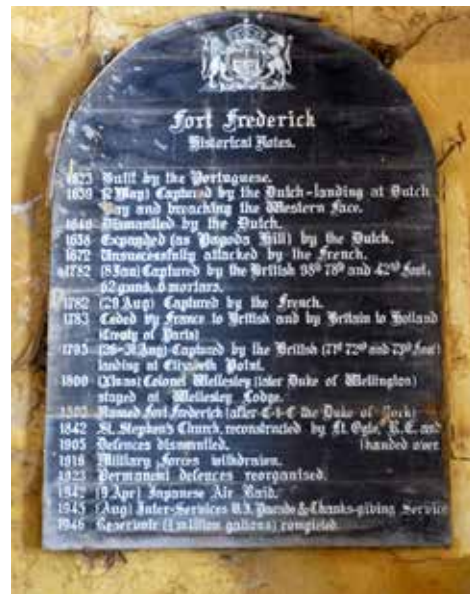 Fort Frederick
Historical Notes.
1623 Built by the Portuguese.
1639 (2 May) Captured by the Dutch-landing at Dutch
Bay and breaching the Western Face.
Dismantled by the Dutch.
Expanded (as Pagoda Hill) by the Dutch.
1672 Unsuccessfully attacked by the French.
1782 (8 Jan) Captured by the British 98th 78th and 42nd Foot.
62 guns, 6 mortars.
1782 (29 Aug) Captured by the French.
1783 Ceded by France to British and by Britain to Holland
(Treaty of Paris)
1795 Captured by the British (71st 72nd and 73rd Foot)
landing at Elizabeth Point.
1800 (Xmas) Colonel Wellesley (later Duke of Wellington)
stayed at Wellesley Lodge.
1803 Named Fort Frederick (after C-i-C the Duke of York)
1842 St. Stephen's Church, reconstructed by Lt. Ogle, R.E. and
1905 Defences dismantled. (handed over
Military forces withdrawn.
1923 Permanent defences reorganised.
1942 (9 Apr) Japanese Air Raid.
1945 (Aug) Inter-Services V.J. Parade & Thanks-giving Service
1946 Reservoir (1 million gallons) completed.